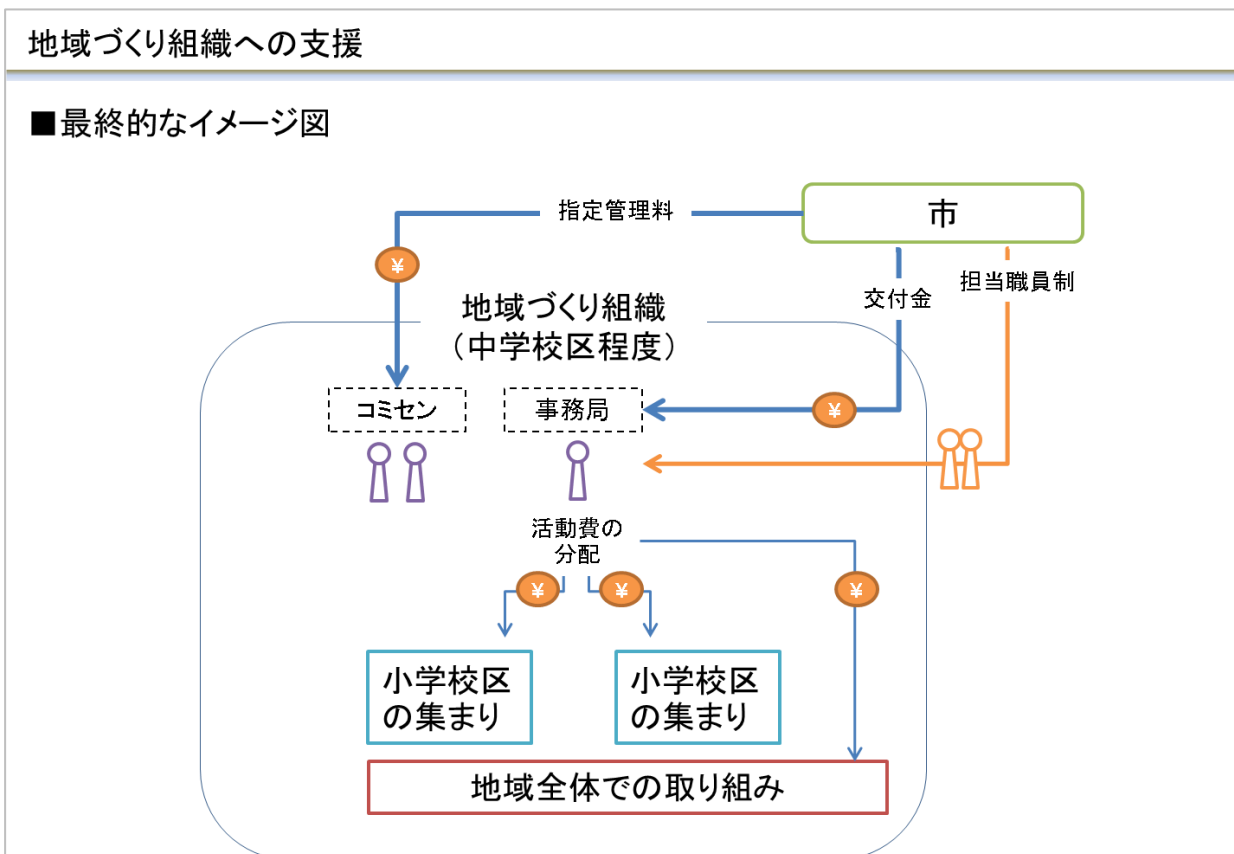 地域づくり組織への支援
■最終的なイメージ図
市
指定管理料
¥
交付金
担当職員制
地域づくり組織
（中学校区程度）
コミセン
事務局
¥
活動費の
分配
¥
¥
¥
小学校区
の集まり
小学校区
の集まり
地域全体での取り組み